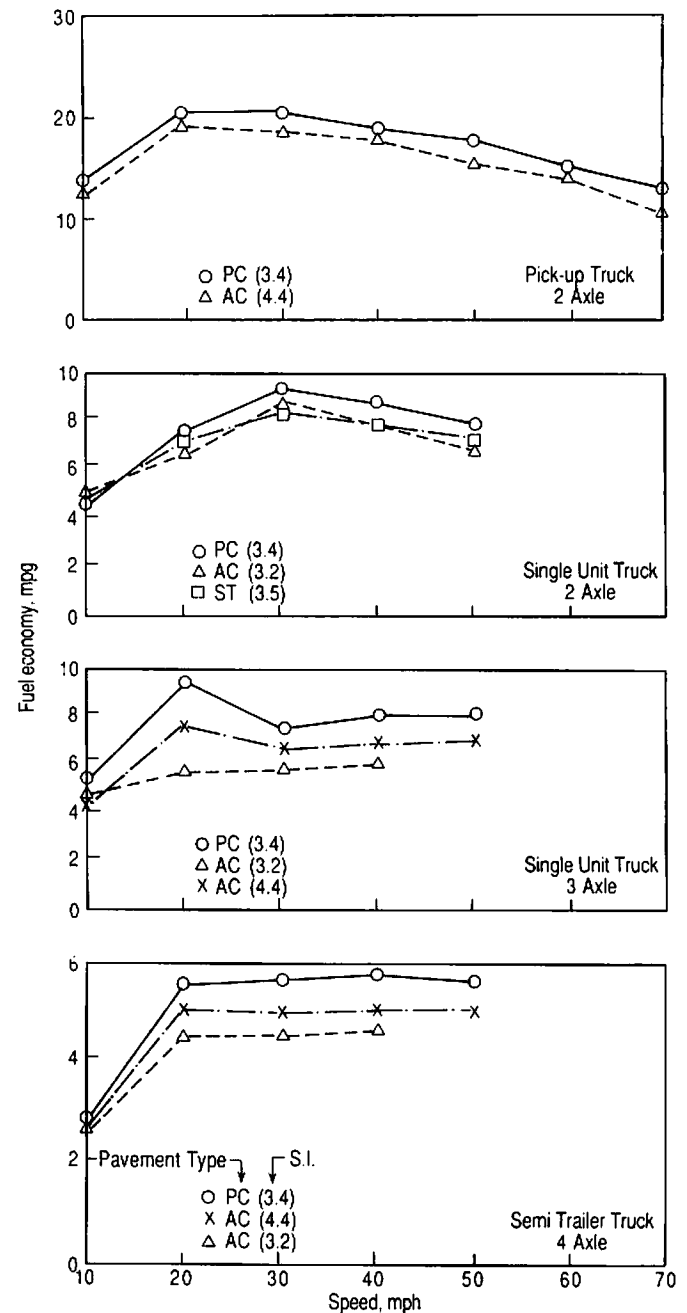 30
20
10
0
○ PC (3.4)
△ AC (4.4)
Pick-up Truck
2 Axle
10
8
6
4
2
0
○ PC (3.4)
△ AC (3.2)
□ ST (3.5)
Single Unit Truck
2 Axle
Fuel economy, mpg
10
8
6
4
2
0
○ PC (3.4)
△ AC (3.2)
X AC (4.4)
Single Unit Truck
3 Axle
6
4
2
0
Pavement Type S.I.
○ PC (3.4)
X AC (4.4)
△ AC (3.2)
Semi Trailer Truck
4 Axle
10 20 30 40 50 60 70
Speed, mph